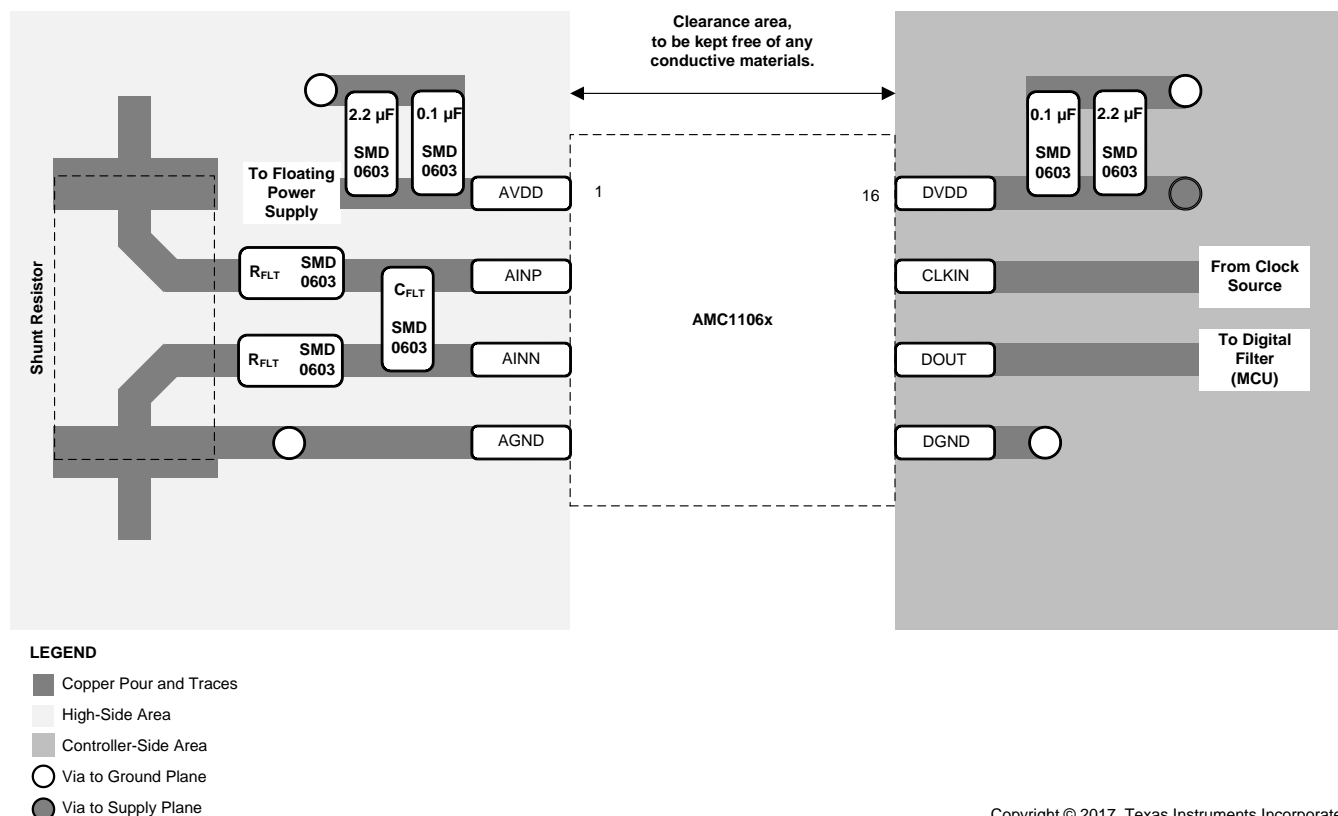 Clearance area,
to be kept free of any
conductive materials.
2.2 µF
SMD
0603
0.1 µF
SMD
0603
0.1 µF
SMD
0603
2.2 µF
SMD
0603
To Floating
Power
Supply
AVDD
1
16
DVDD
Shunt Resistor
RFLT
SMD
0603
CFLT
SMD
0603
AINP
AMC1106x
CLKIN
From Clock
Source
RFLT
SMD
0603
AINN
DOUT
To Digital
Filter
(MCU)
AGND
DGND
LEGEND
Copper Pour and Traces
High-Side Area
Controller-Side Area
Via to Ground Plane
Via to Supply Plane
Copyright © 2017, Texas Instruments Incorporate